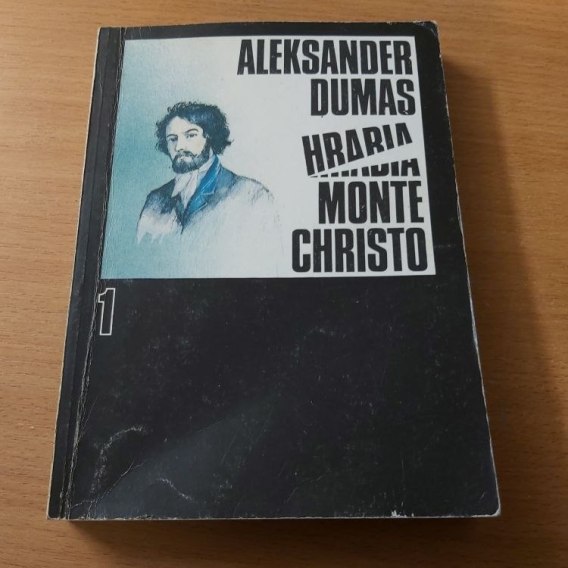 ALEKSANDER
DUMAS
HRABIA
MONTE
CHRISTO
1